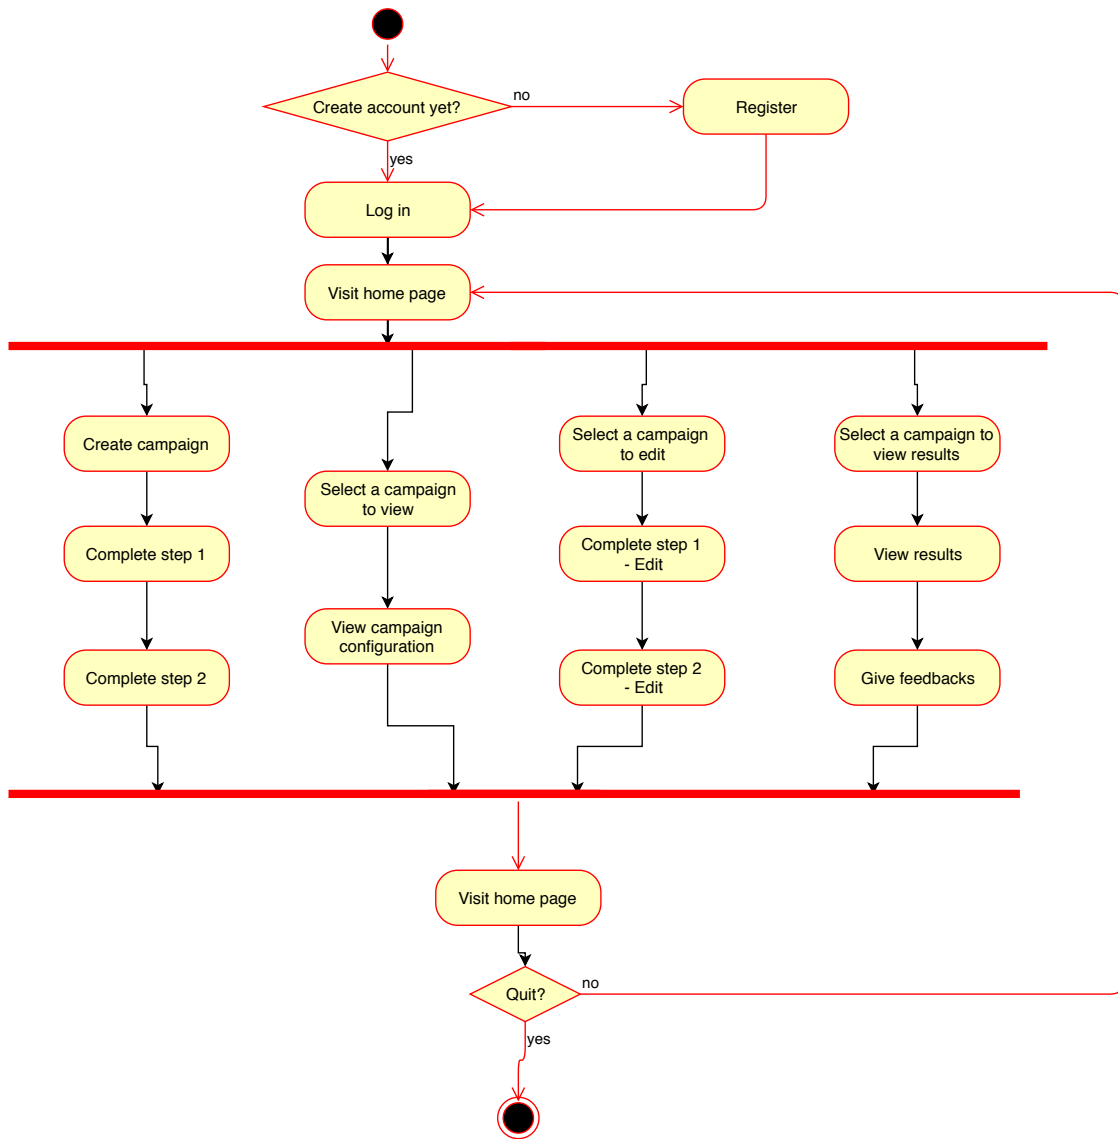 Create account yet?
no
Register
yes
Log in
Visit home page
Create campaign
Select a campaign
to view
Select a campaign
to edit
Select a campaign to
view results
Complete step 1
Complete step 1
- Edit
View results
View campaign
configuration
Complete step 2
Complete step 2
- Edit
Give feedbacks
Visit home page
Quit?
no
yes